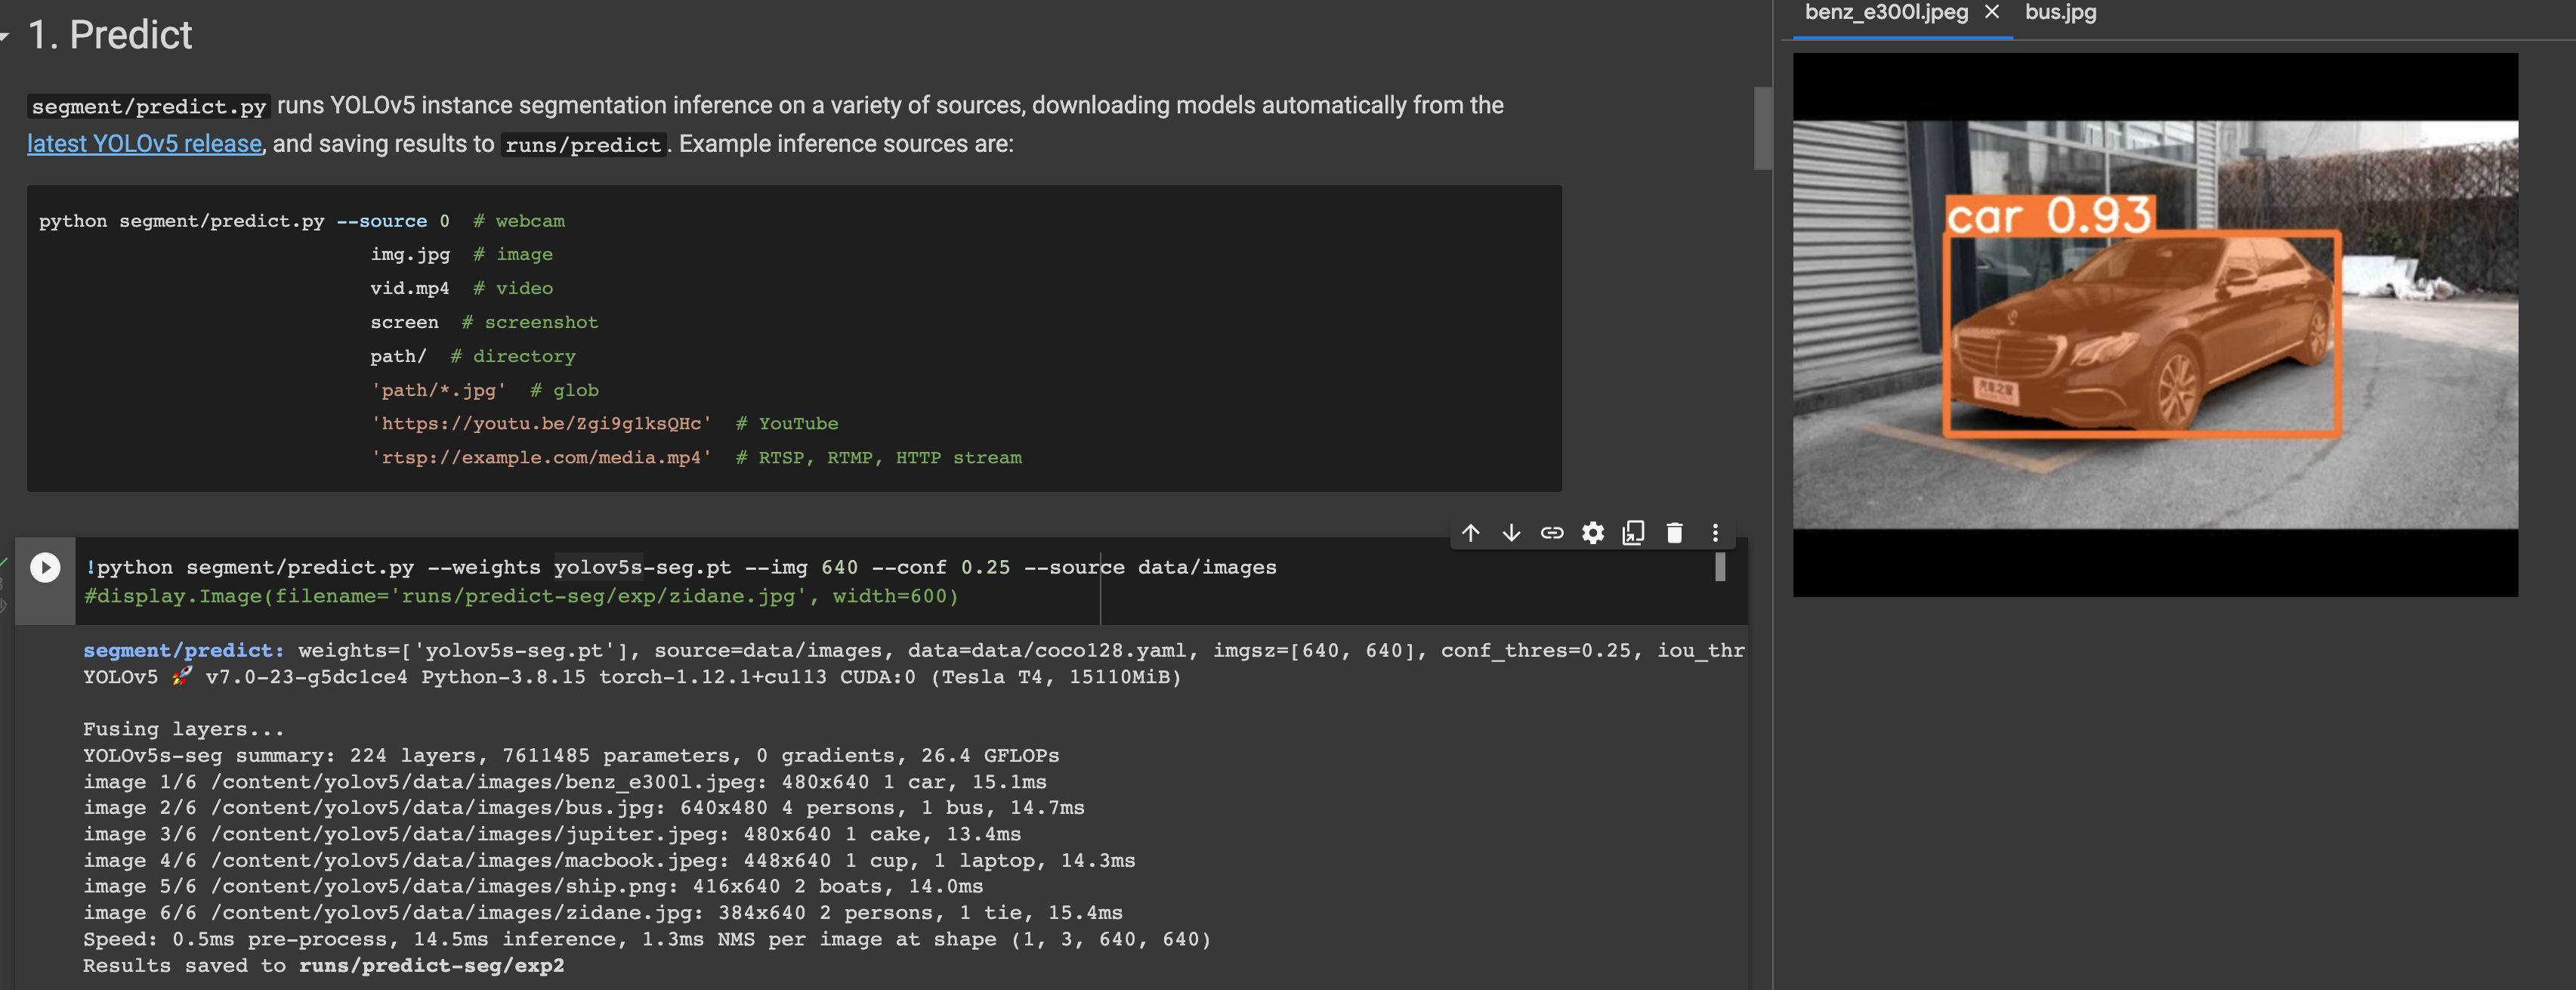 1. Predict
segment/predict.py runs YOLOv5 instance segmentation inference on a variety of sources, downloading models automatically from the
latest YOLOv5 release, and saving results to runs/predict. Example inference sources are:
python segment/predict.py --source 0  # webcam
img.jpg  # image
vid.mp4  # video
screen  # screenshot
path/  # directory
'path/*.jpg'  # glob
'https://youtu.be/Zgi9g1ksQHc'  # YouTube
'rtsp://example.com/media.mp4'  # RTSP, RTMP, HTTP stream
!python segment/predict.py --weights yolov5s-seg.pt --img 640 --conf 0.25 --source data/images
#display.Image(filename='runs/predict-seg/exp/zidane.jpg', width=600)
segment/predict: weights=['yolov5s-seg.pt'], source=data/images, data=data/coco128.yaml, imgsz=[640, 640], conf_thres=0.25, iou_thr
YOLOv5 🚀 v7.0-23-g5dc1ce4 Python-3.8.15 torch-1.12.1+cu113 CUDA:0 (Tesla T4, 15110MiB)
Fusing layers...
YOLOv5s-seg summary: 224 layers, 7611485 parameters, 0 gradients, 26.4 GFLOPs
image 1/6 /content/yolov5/data/images/benz_e300l.jpeg: 480x640 1 car, 15.1ms
image 2/6 /content/yolov5/data/images/bus.jpg: 640x480 4 persons, 1 bus, 14.7ms
image 3/6 /content/yolov5/data/images/jupiter.jpeg: 480x640 1 cake, 13.4ms
image 4/6 /content/yolov5/data/images/macbook.jpeg: 448x640 1 cup, 1 laptop, 14.3ms
image 5/6 /content/yolov5/data/images/ship.png: 416x640 2 boats, 14.0ms
image 6/6 /content/yolov5/data/images/zidane.jpg: 384x640 2 persons, 1 tie, 15.4ms
Speed: 0.5ms pre-process, 14.5ms inference, 1.3ms NMS per image at shape (1, 3, 640, 640)
Results saved to runs/predict-seg/exp2
benz_e300l.jpeg
bus.jpg
car 0.93
汽车之家